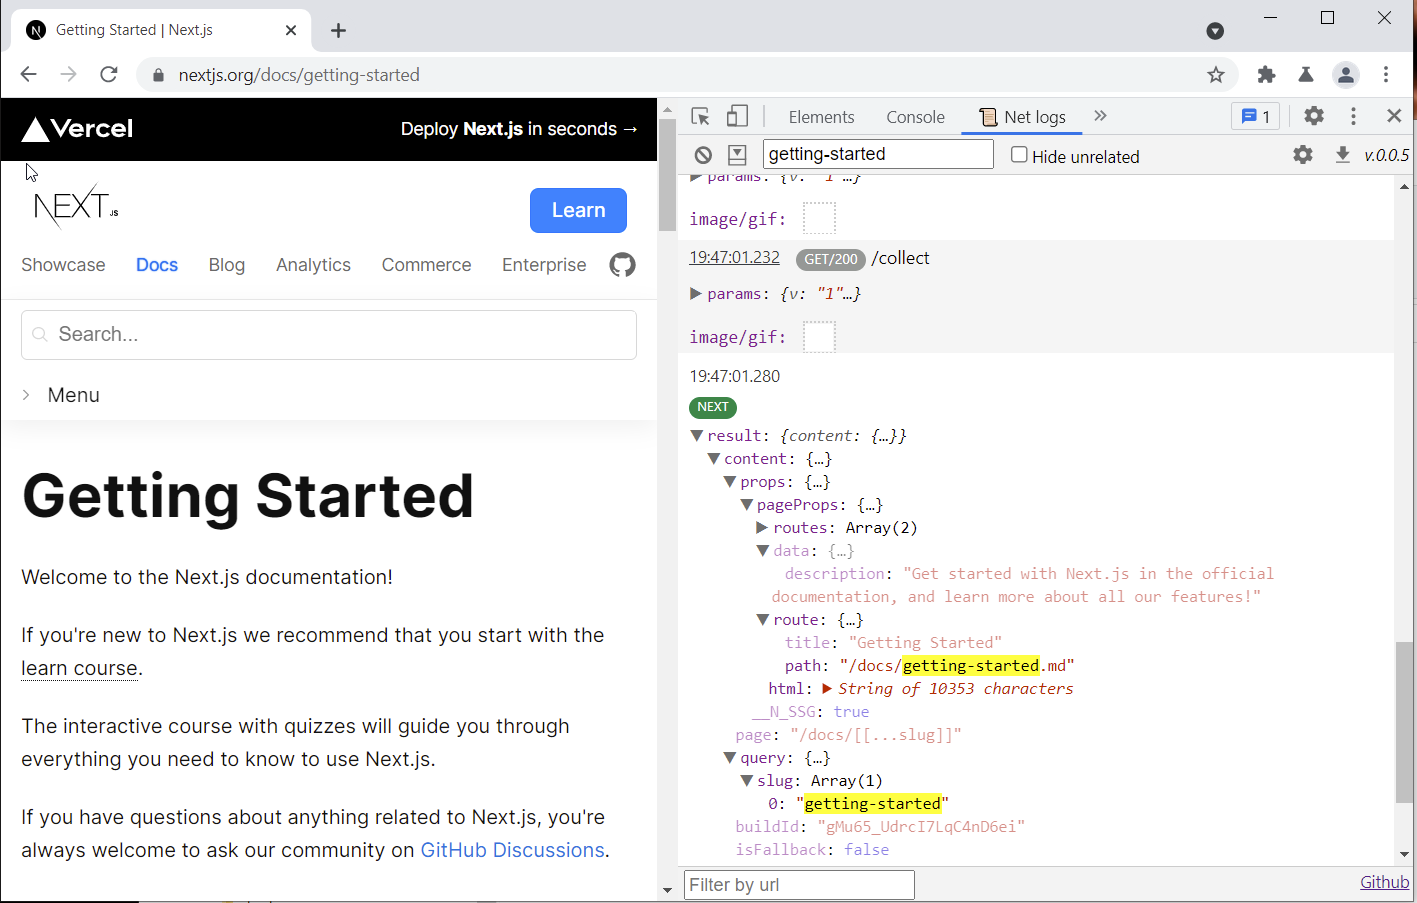 Getting Started | Next.js
nextjs.org/docs/getting-started
Vercel
Deploy Next.js in seconds →
NEXT.JS
Learn
Showcase Docs Blog Analytics Commerce Enterprise
Search...
Menu
Getting Started
Welcome to the Next.js documentation!
If you're new to Next.js we recommend that you start with the
learn course.
The interactive course with quizzes will guide you through
everything you need to know to use Next.js.
If you have questions about anything related to Next.js, you're
always welcome to ask our community on GitHub Discussions.
Elements Console Net logs » 1
getting-started Hide unrelated v.0.0.5
▶ params: {v: "1"…}
image/gif:
19:47:01.232 GET/200 /collect
▶ params: {v: "1"…}
image/gif:
19:47:01.280
NEXT
▼ result: {content: {…}}
▼ content: {…}
▼ props: {…}
▼ pageProps: {…}
▶ routes: Array(2)
▼ data: {…}
description: "Get started with Next.js in the official
documentation, and learn more about all our features!"
▼ route: {…}
title: "Getting Started"
path: "/docs/getting-started.md"
html: ▶ String of 10353 characters
__N_SSG: true
page: "/docs/[[...slug]]"
▼ query: {…}
▼ slug: Array(1)
0: "getting-started"
buildId: "gMu65_UdrcI7LqC4nD6ei"
isFallback: false
Filter by url
Github